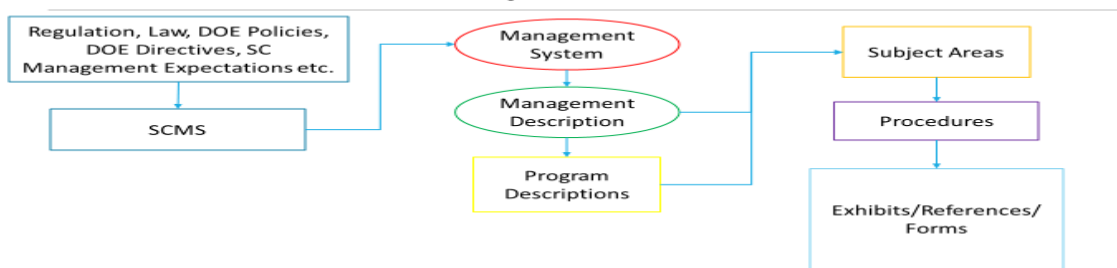 Regulation, Law, DOE Policies,
DOE Directives, SC
Management Expectations etc.
SCMS
Management
System
Management
Description
Program
Descriptions
Subject Areas
Procedures
Exhibits/References/
Forms